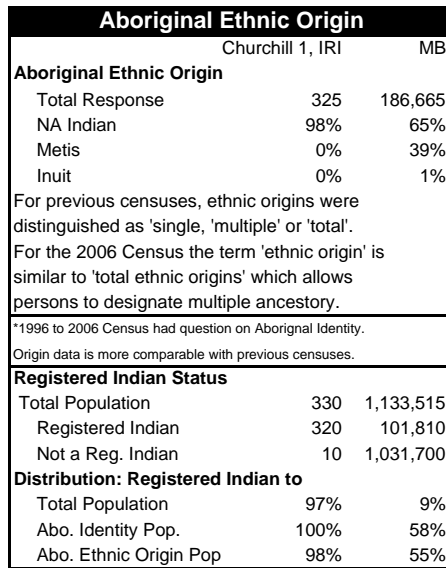 Aboriginal Ethnic Origin
Churchill 1, IRI MB
Aboriginal Ethnic Origin
Total Response 325 186,665
NA Indian 98% 65%
Metis 0% 39%
Inuit 0% 1%
For previous censuses, ethnic origins were
distinguished as 'single, 'multiple' or 'total'.
For the 2006 Census the term 'ethnic origin' is
similar to 'total ethnic origins' which allows
persons to designate multiple ancestory.
*1996 to 2006 Census had question on Aborignal Identity.
Origin data is more comparable with previous censuses.
Registered Indian Status
Total Population 330 1,133,515
Registered Indian 320 101,810
Not a Reg. Indian 10 1,031,700
Distribution: Registered Indian to
Total Population 97% 9%
Abo. Identity Pop. 100% 58%
Abo. Ethnic Origin Pop 98% 55%